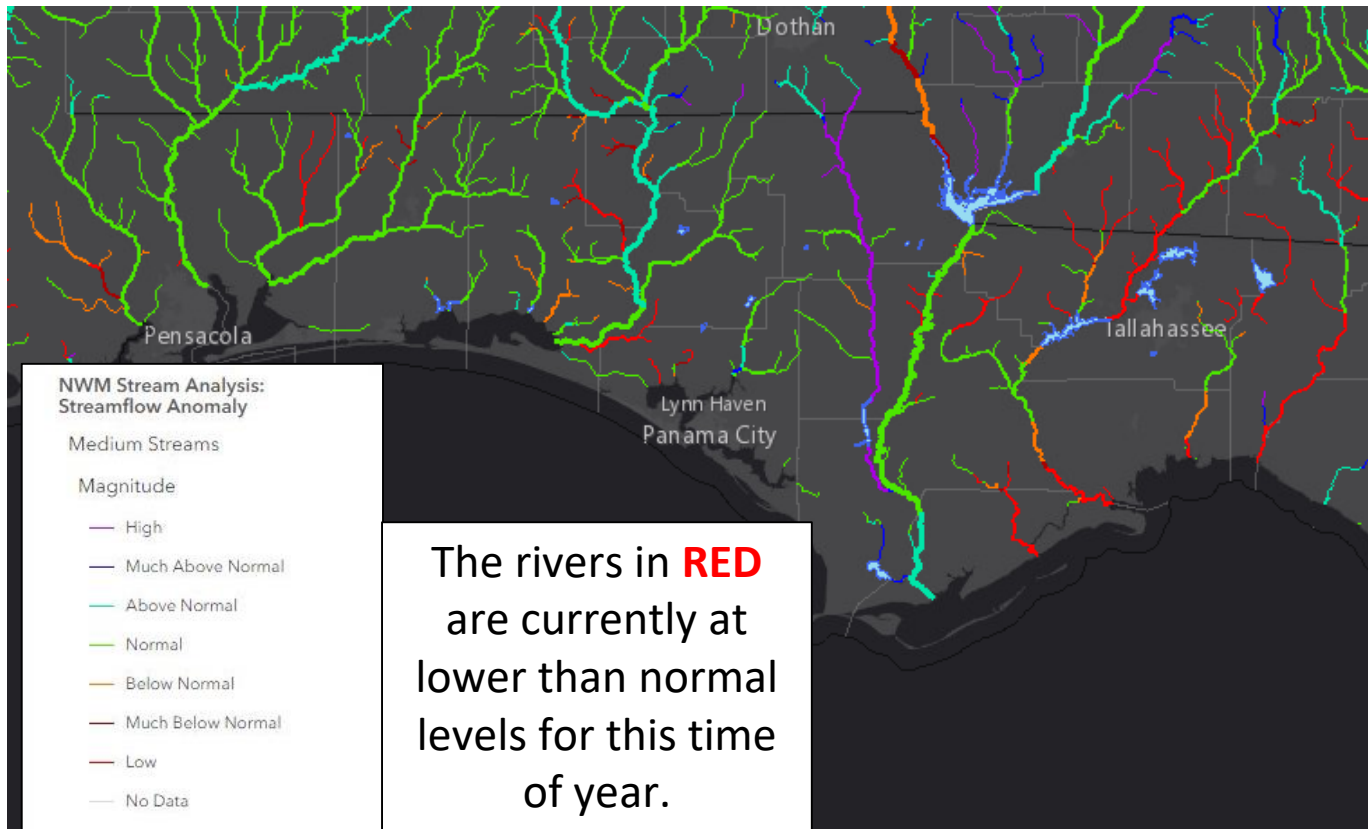 Dothan
Pensacola
Tallahassee
Lynn Haven
Panama City
NWM Stream Analysis:
Streamflow Anomaly
Medium Streams
Magnitude
High
Much Above Normal
Above Normal
Normal
Below Normal
Much Below Normal
Low
No Data
The rivers in RED
are currently at
lower than normal
levels for this time
of year.